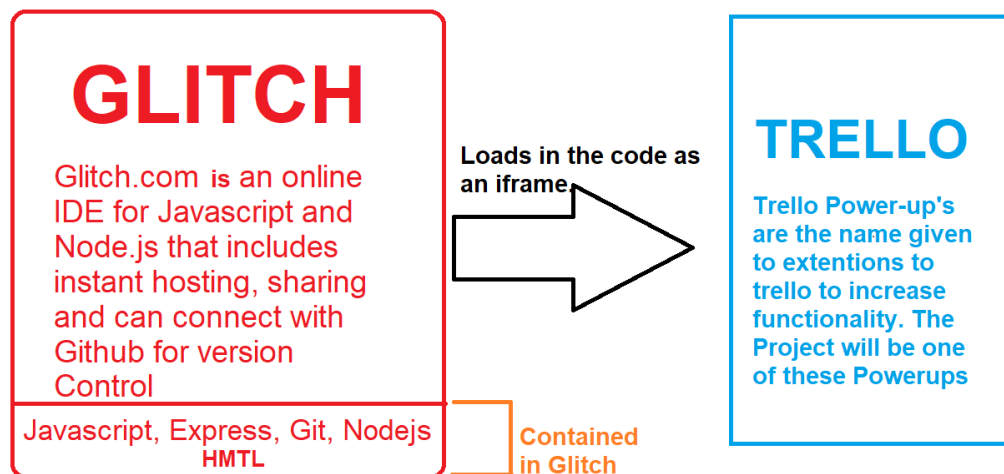 GLITCH
Glitch.com is an online
IDE for Javascript and
Node.js that includes
instant hosting, sharing
and can connect with
Github for version
Control
Javascript, Express, Git, Nodejs
HMTL
Loads in the code as
an iframe.
Contained
in Glitch
TRELLO
Trello Power-up's
are the name given
to extentions to
trello to increase
functionality. The
Project will be one
of these Powerups